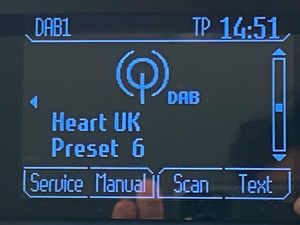 DAB1 TP 14:51
DAB
Heart UK
Preset 6
Service Manual Scan Text